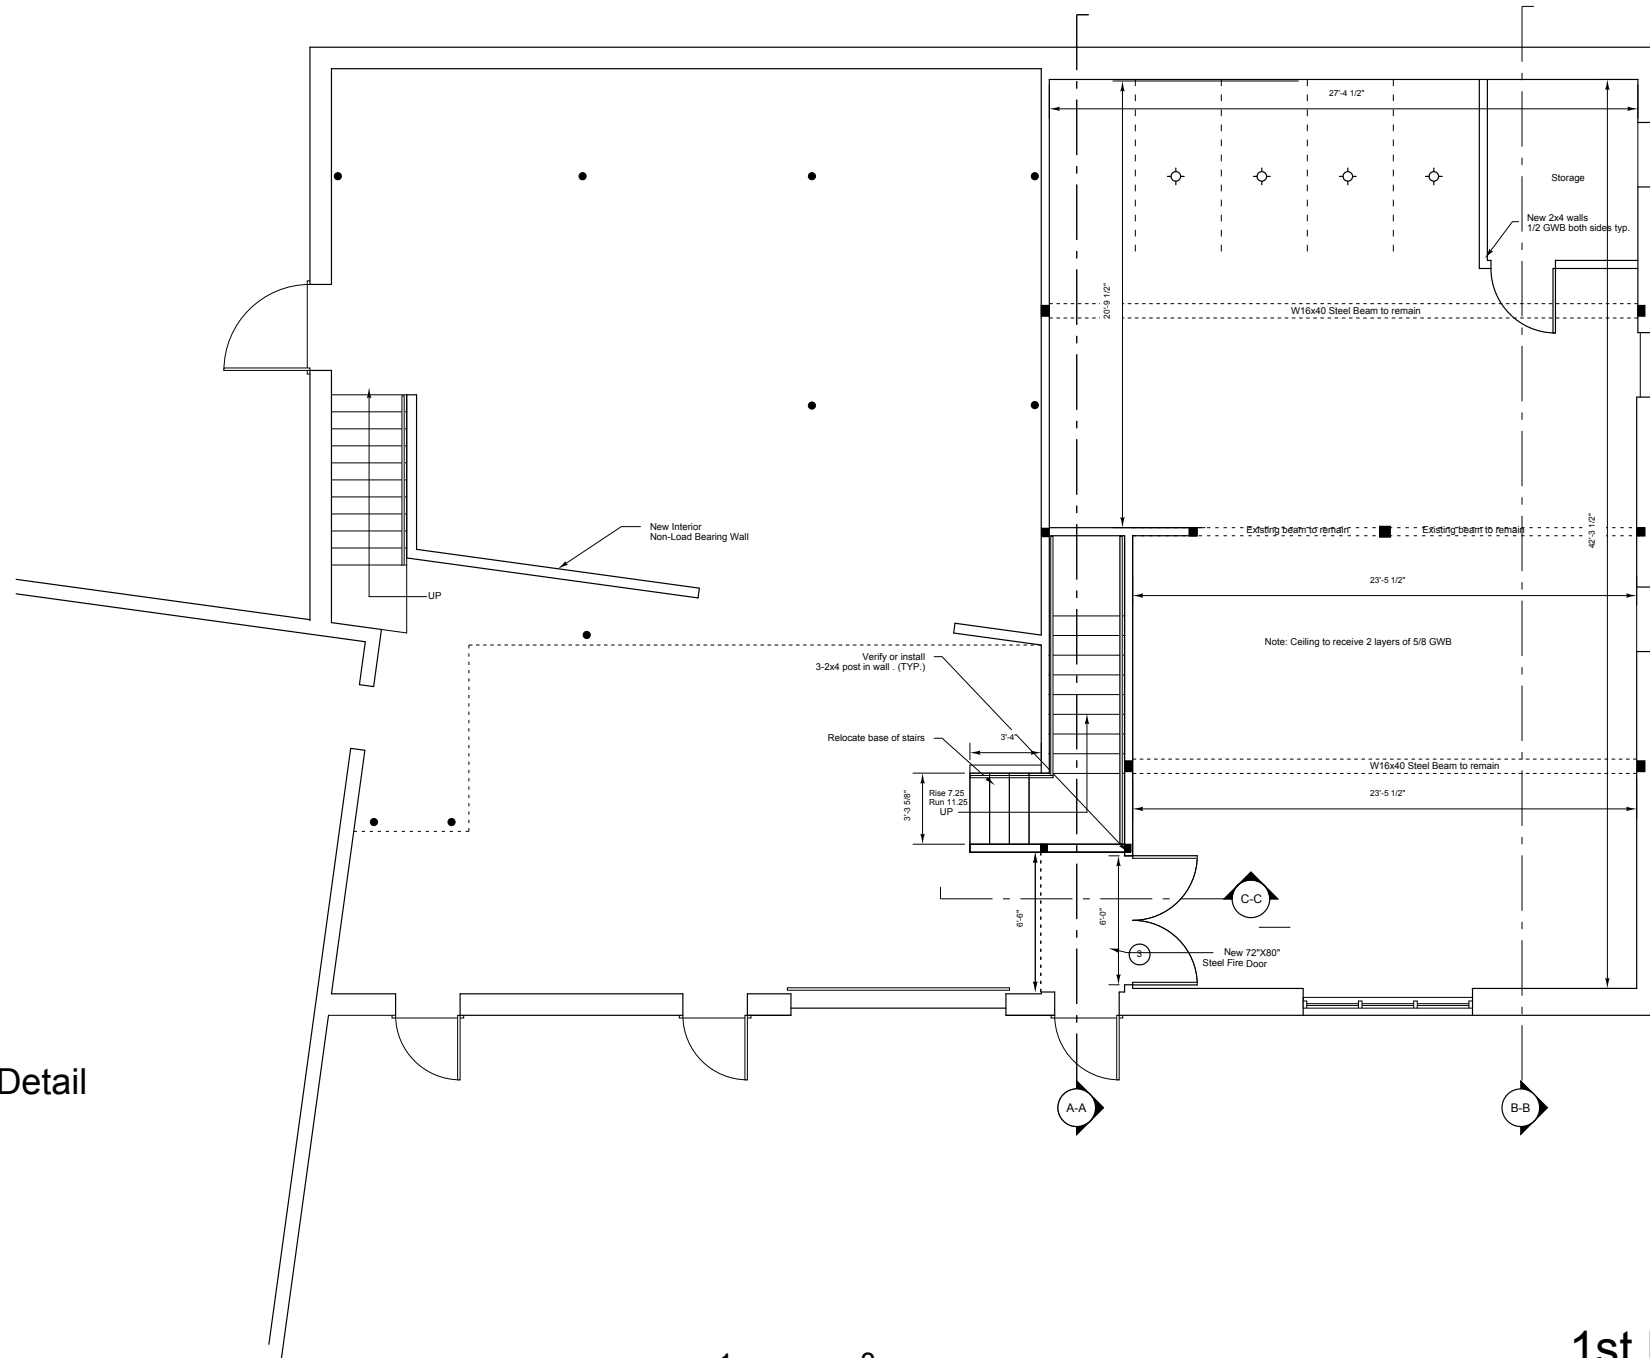 27'-4 1/2"
Storage
New 2x4 walls
1/2 GWB both sides typ.
20'-9 1/2"
W16x40 Steel Beam to remain
New Interior
Non-Load Bearing Wall
Existing beam to remain
Existing beam to remain
42'-3 1/2"
23'-5 1/2"
UP
Note: Ceiling to receive 2 layers of 5/8 GWB
Verify or install
3-2x4 post in wall . (TYP.)
Relocate base of stairs
3'-4"
W16x40 Steel Beam to remain
23'-5 1/2"
3'-3 5/8"
Rise 7.25
Run 11.25
UP
C-C
6'-6"
6'-0"
3
New 72"X80"
Steel Fire Door
Detail
A-A
B-B
1st